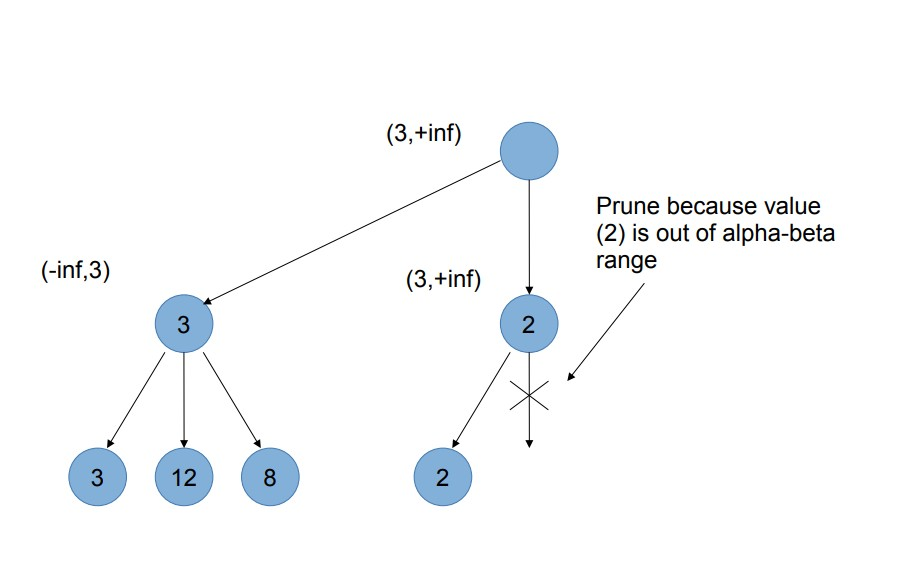 (3,+inf)
Prune because value
(2) is out of alpha-beta
range
(-inf,3)
(3,+inf)
3
2
3
12
8
2